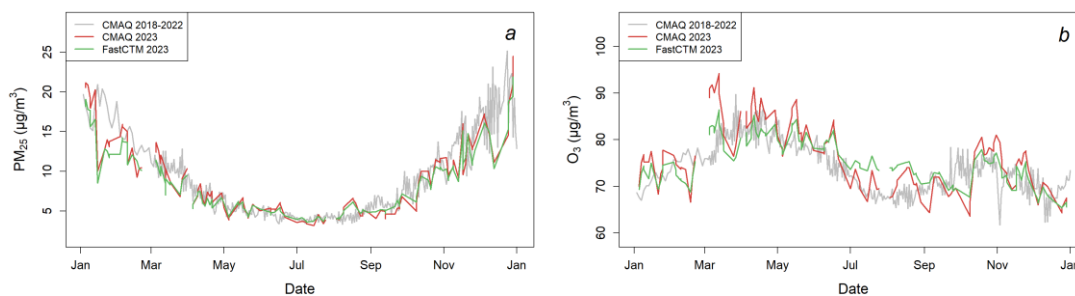 CMAQ 2018-2022
CMAQ 2023
FastCTM 2023
a
25
20
15
10
5
PM25 (μg/m³)
Jan Mar May Jul Sep Nov Jan
Date
CMAQ 2018-2022
CMAQ 2023
FastCTM 2023
b
100
90
80
70
60
O3 (μg/m³)
Jan Mar May Jul Sep Nov Jan
Date